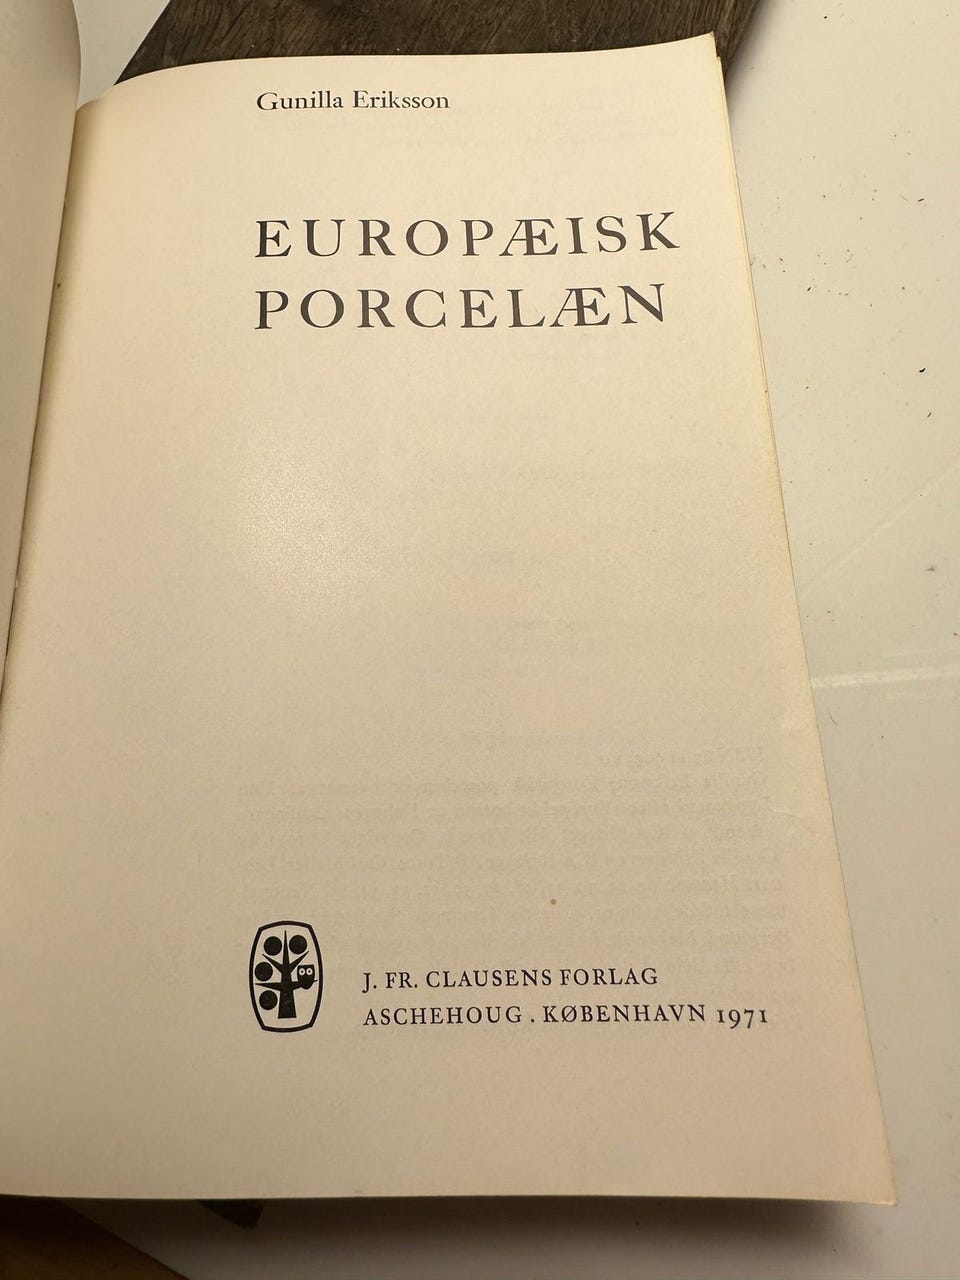 Gunilla Eriksson
EUROPÆISK
PORCELÆN
J. FR. CLAUSENS FORLAG
ASCHEHOUG . KØBENHAVN 1971